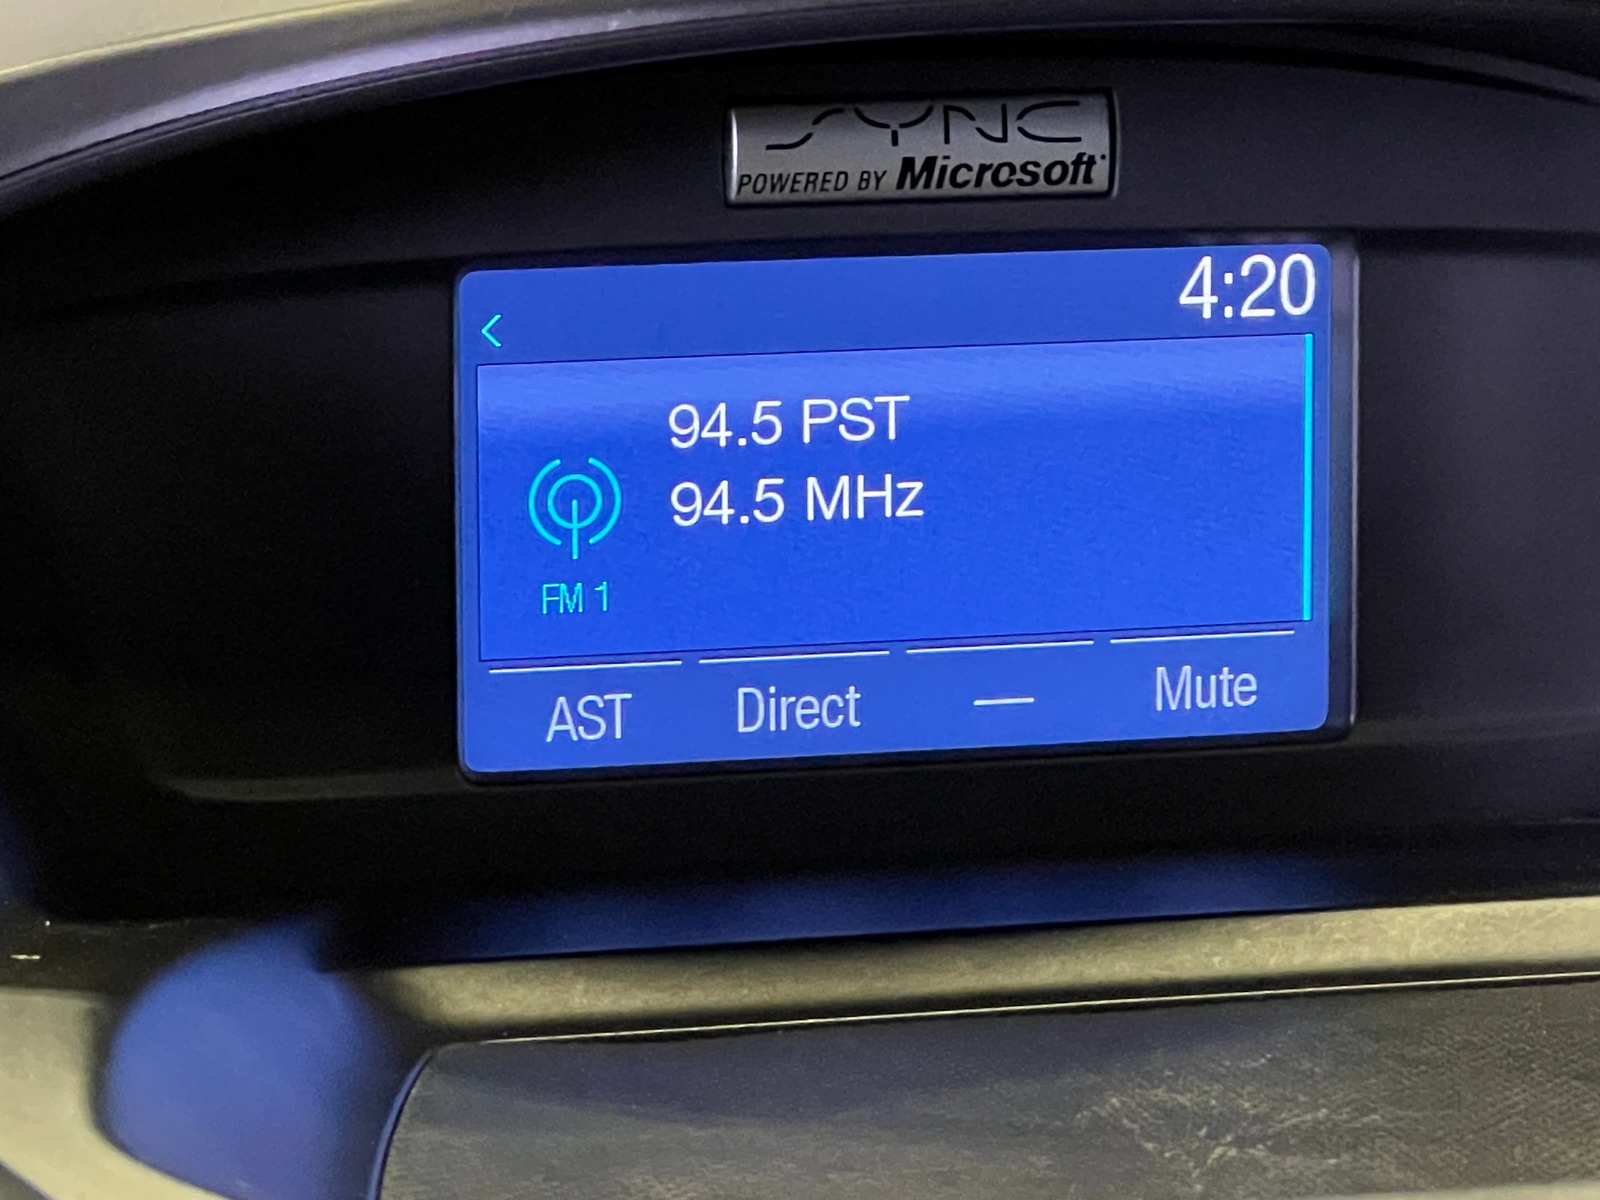 SYNC
POWERED BY Microsoft
4:20
<
94.5 PST
94.5 MHz
FM 1
AST Direct — Mute